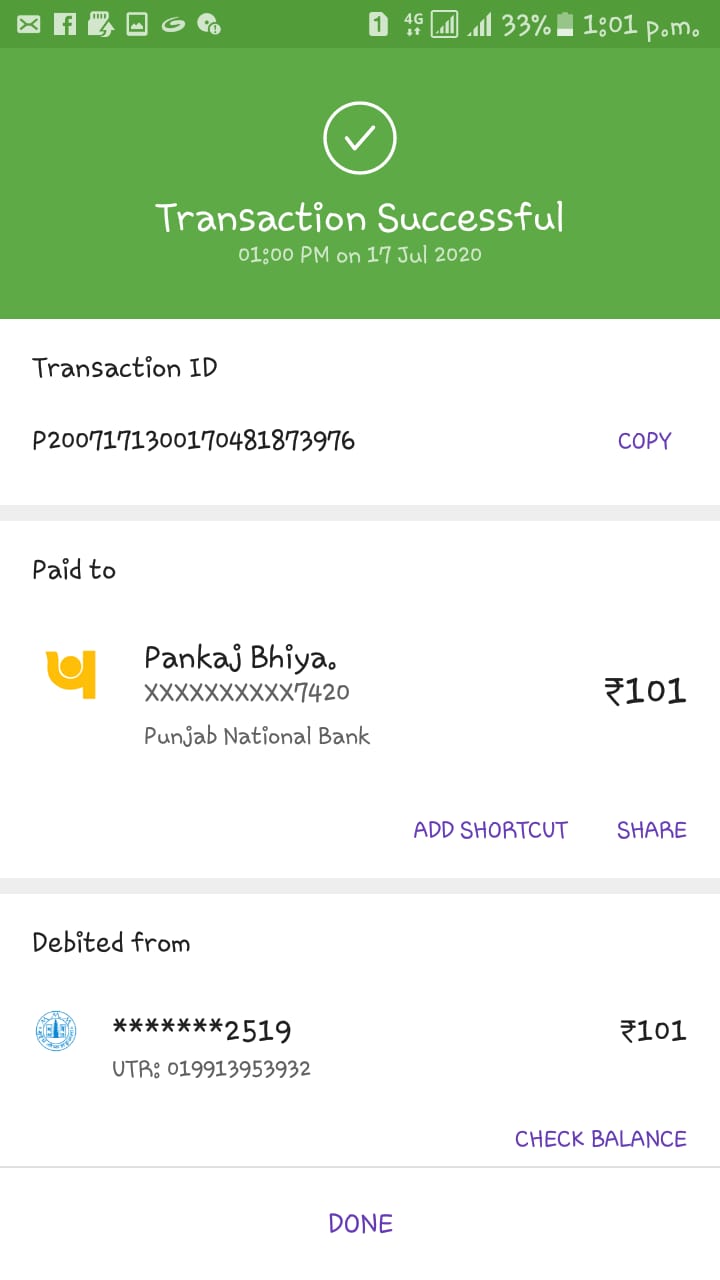 1 4G 33% 1:01 p.m.
Transaction Successful
01:00 PM on 17 Jul 2020
Transaction ID
P2007171300170481873976 COPY
Paid to
Pankaj Bhiya.
XXXXXXXXXX7420
₹101
Punjab National Bank
ADD SHORTCUT SHARE
Debited from
*******2519 ₹101
UTR: 019913953932
CHECK BALANCE
DONE